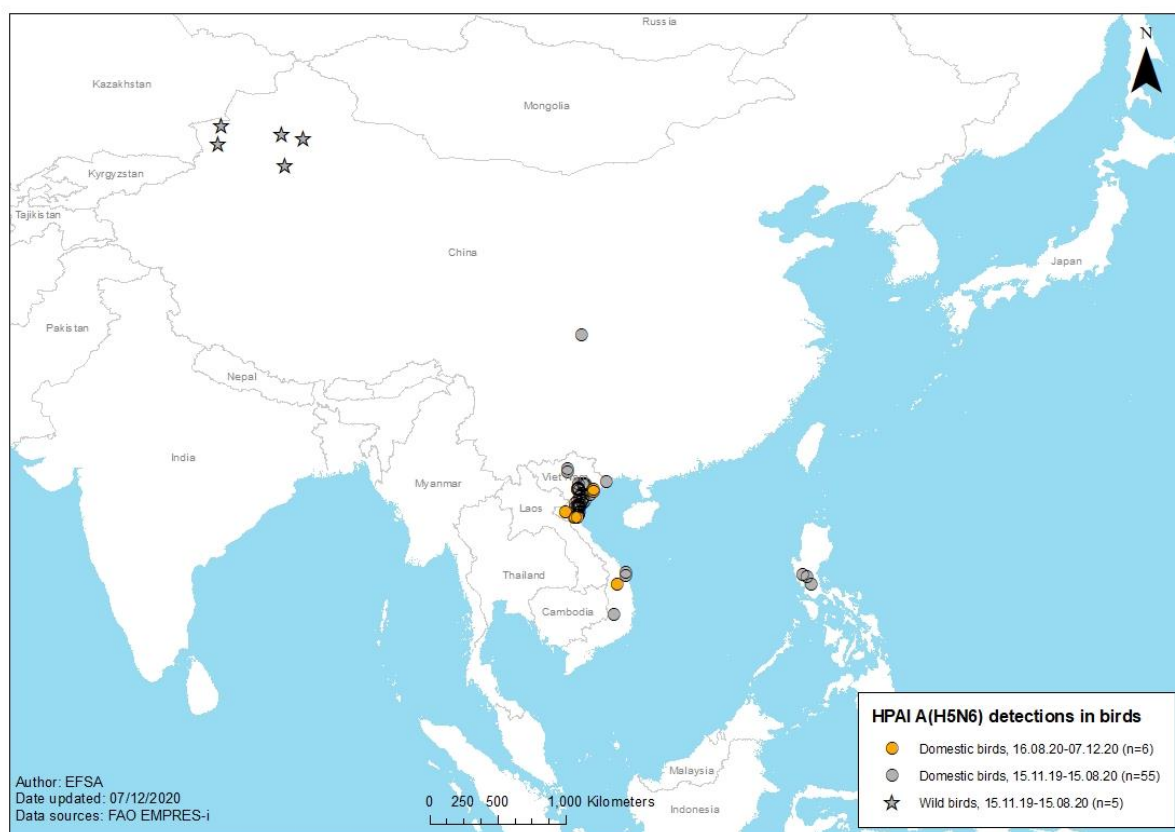 Russia
N
Kazakhstan
Mongolia
Kyrgyzstan
Tajikistan
China
Japan
Pakistan
Nepal
India
Myanmar
Viet Nam
Laos
Thailand
Cambodia
Malaysia
Indonesia
HPAI A(H5N6) detections in birds
Domestic birds, 16.08.20-07.12.20 (n=6)
Domestic birds, 15.11.19-15.08.20 (n=55)
Wild birds, 15.11.19-15.08.20 (n=5)
Author: EFSA
Date updated: 07/12/2020
Data sources: FAO EMPRES-i
0 250 500 1,000 Kilometers